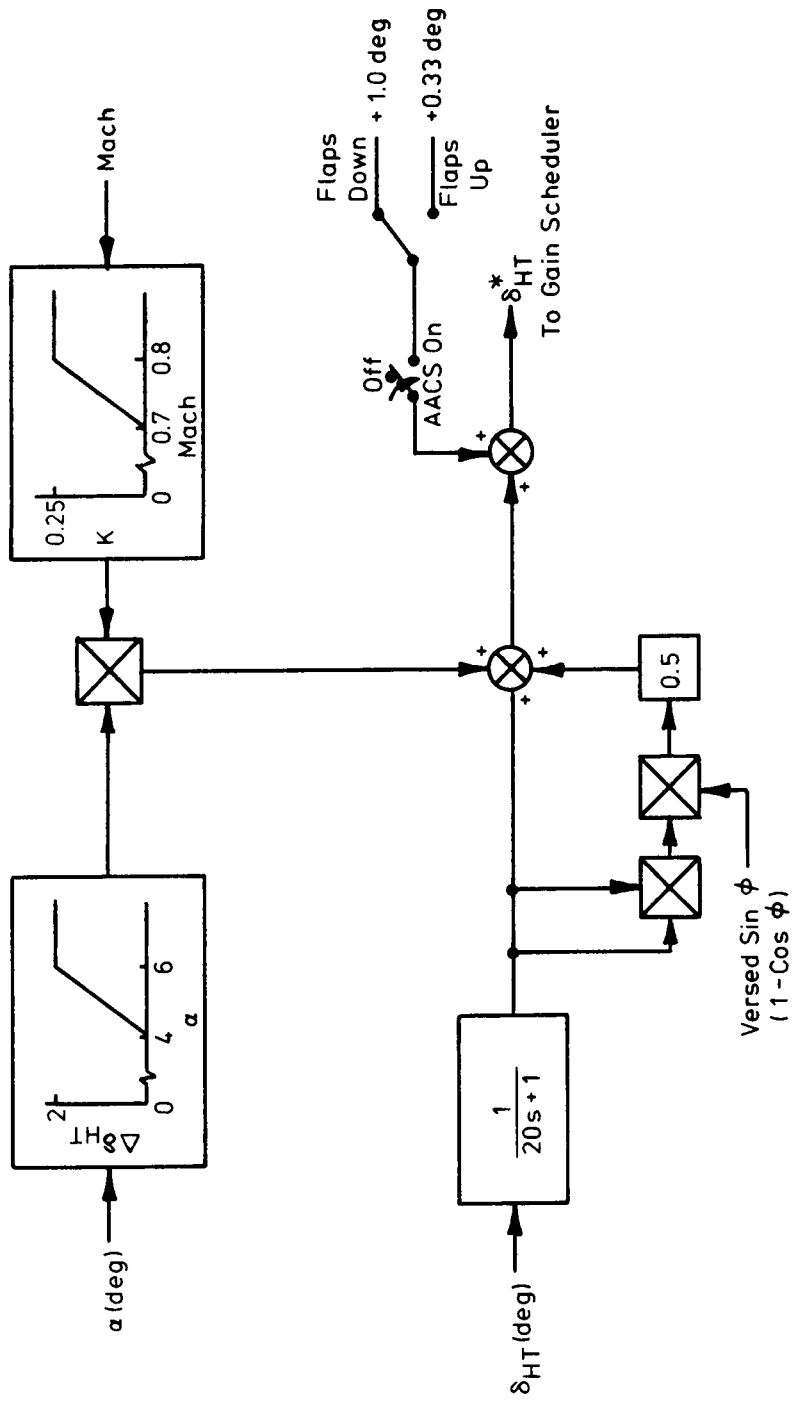 α (deg)
2
Δδ HT
0
4
6
α
0.25
K
0
0.7
0.8
Mach
Mach
δHT (deg)
1
20s + 1
Versed Sin ϕ
(1 - Cos ϕ)
0.5
+
+
+
+
+
Off
AACS On
Flaps
Down
+ 1.0 deg
+0.33 deg
Flaps
Up
δ*HT
To Gain Scheduler